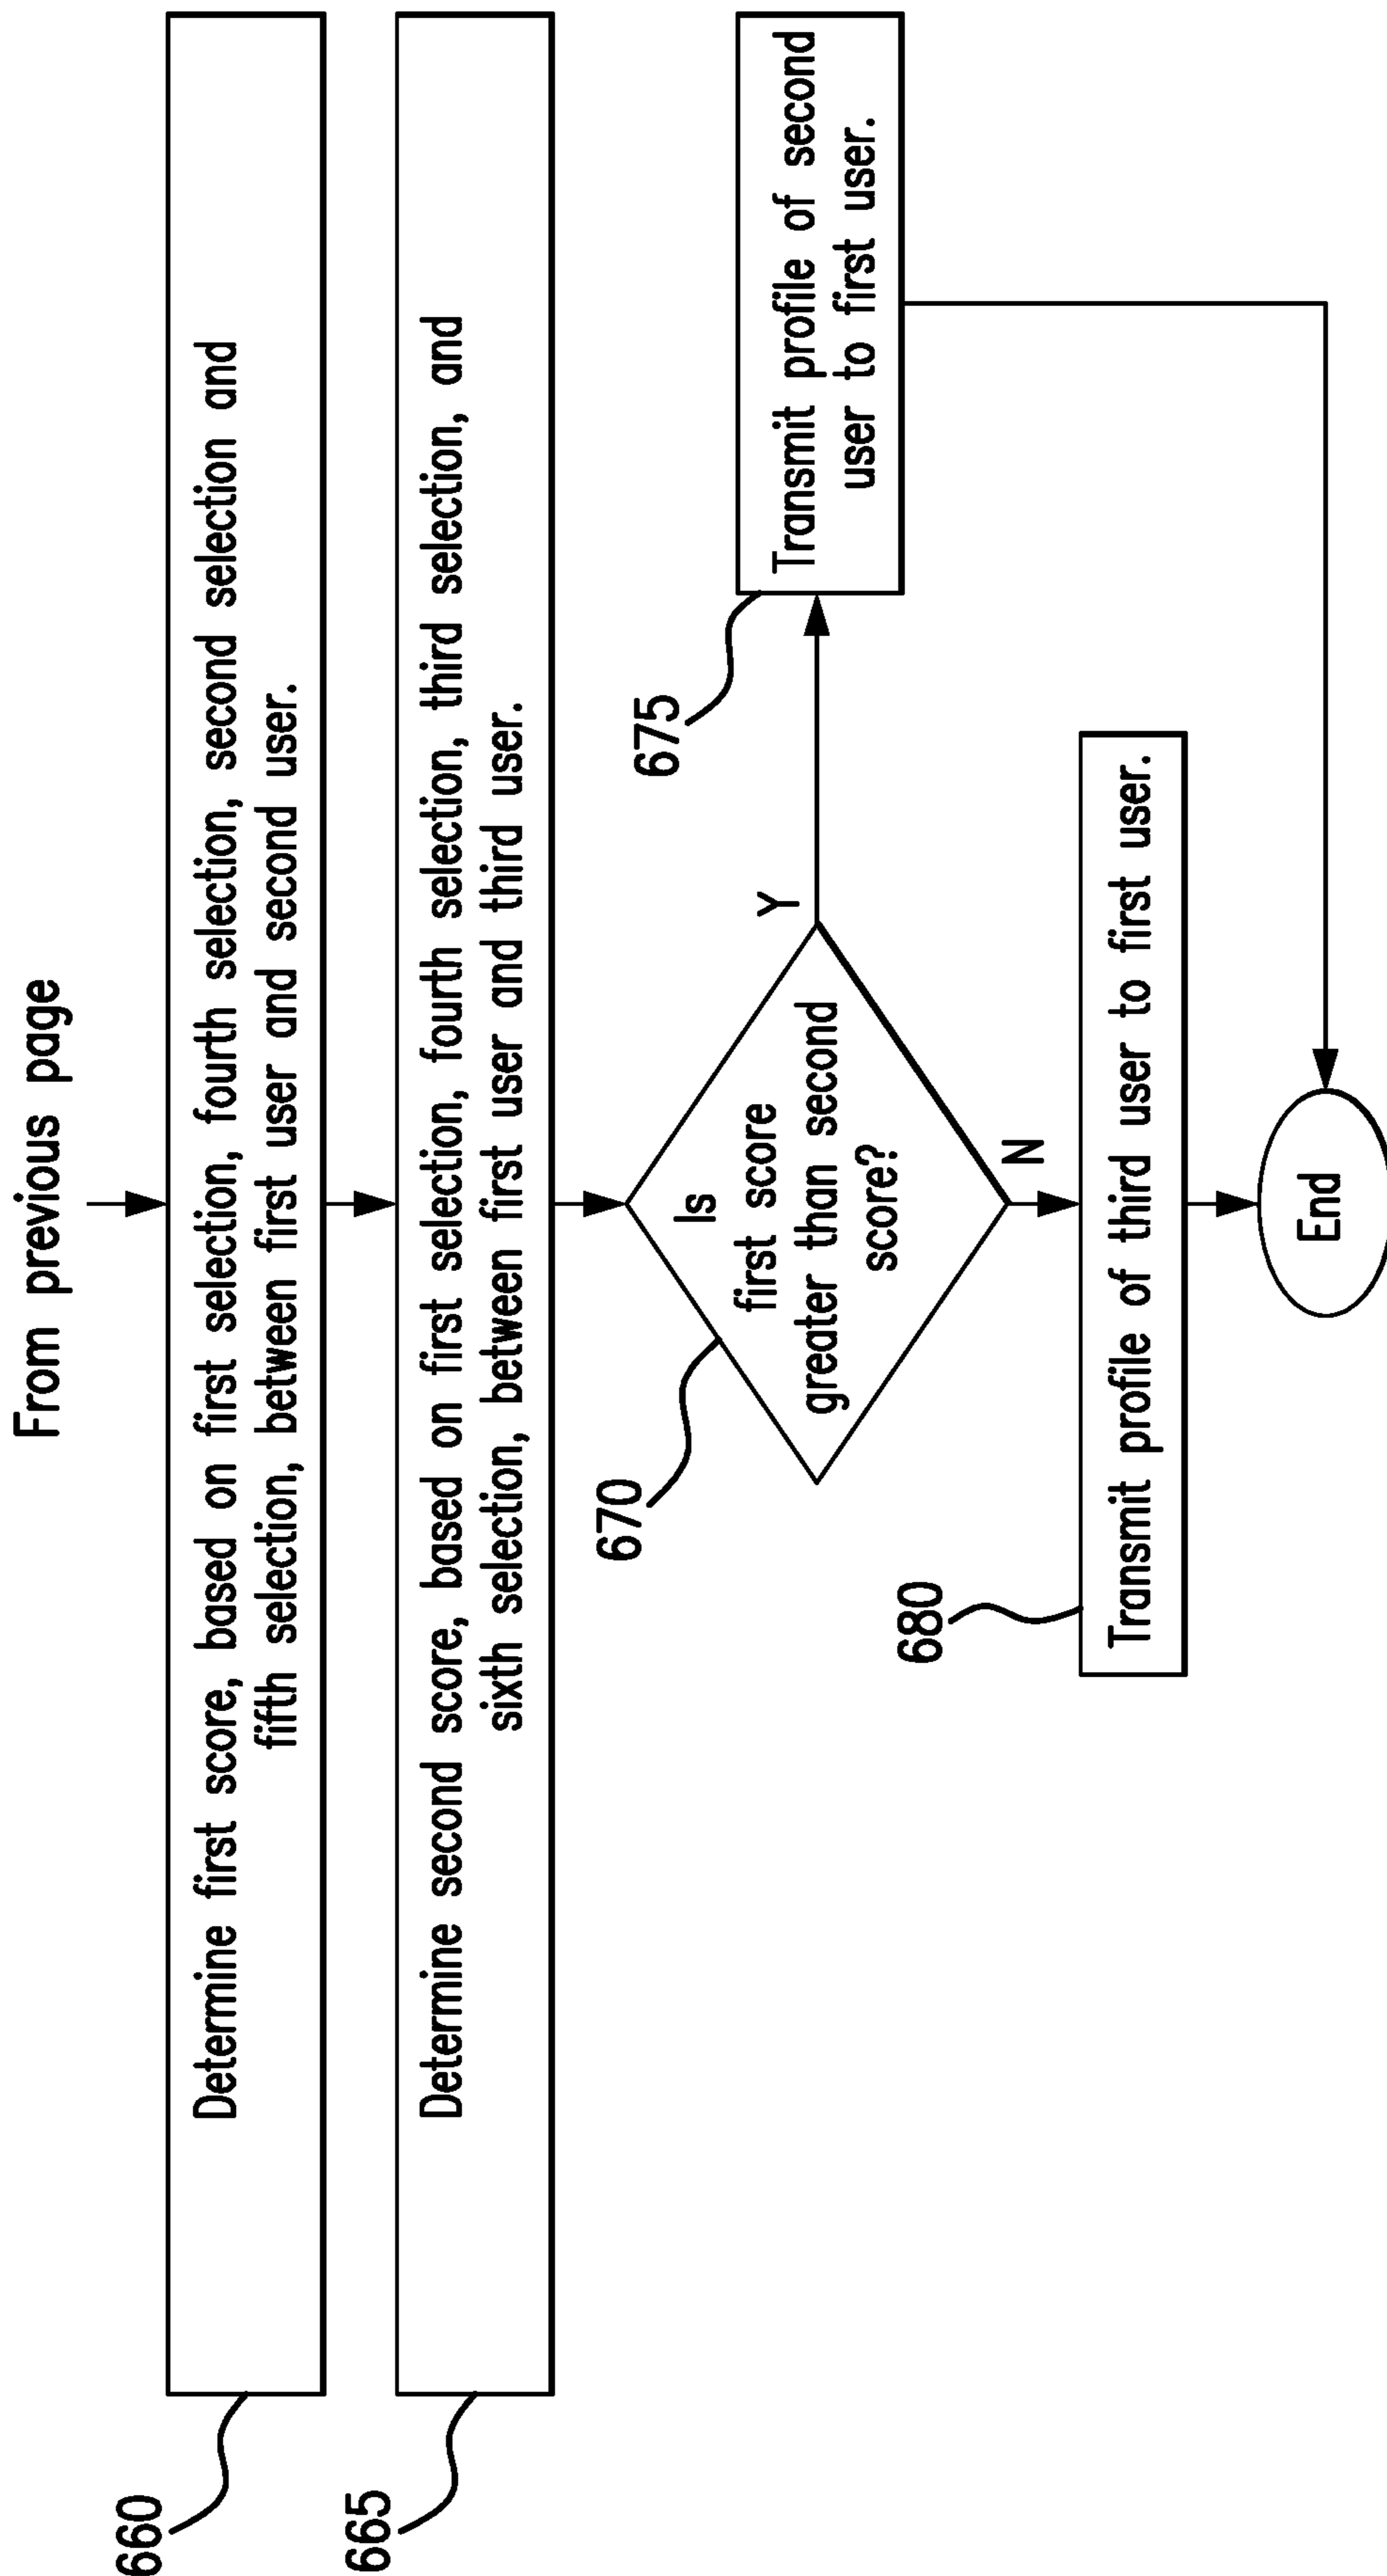 From previous page
660
Determine first score, based on first selection, fourth selection, second selection and
fifth selection, between first user and second user.
665
Determine second score, based on first selection, fourth selection, third selection, and
sixth selection, between first user and third user.
670
Is
first score
greater than second
score?
Y
675
Transmit profile of second
user to first user.
N
680
Transmit profile of third user to first user.
End